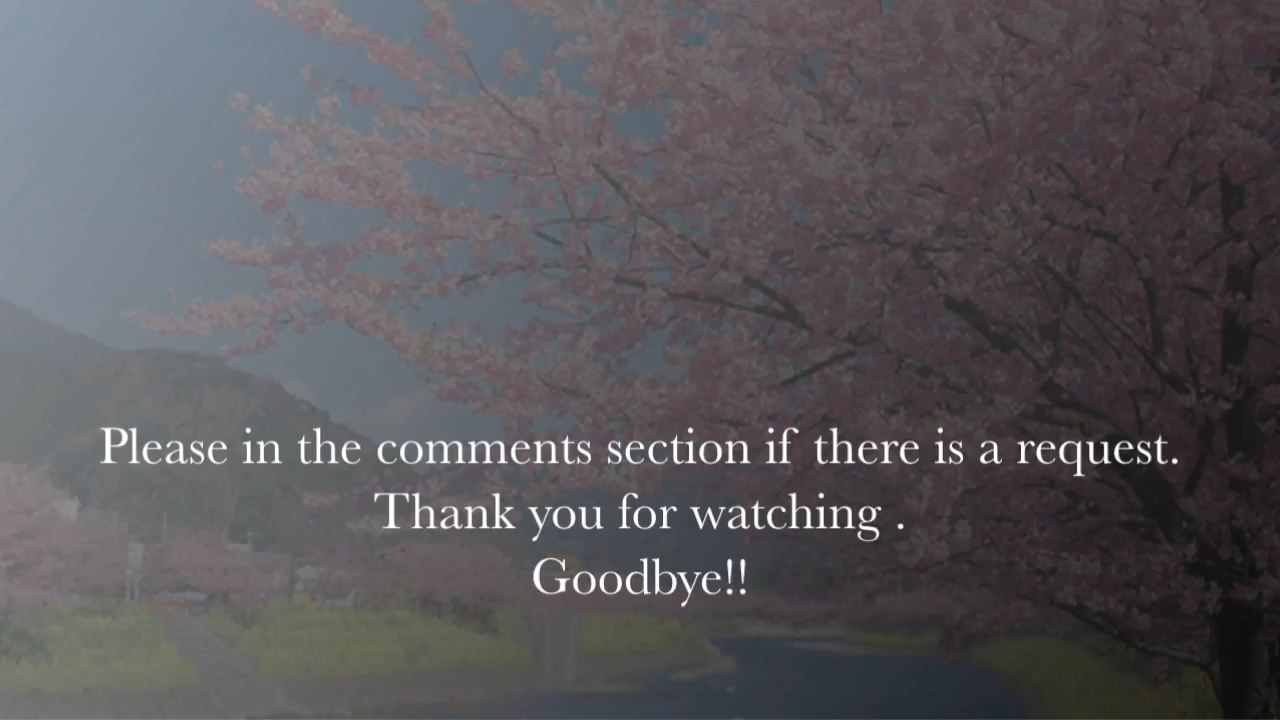 Please in the comments section if there is a request.
Thank you for watching .
Goodbye!!